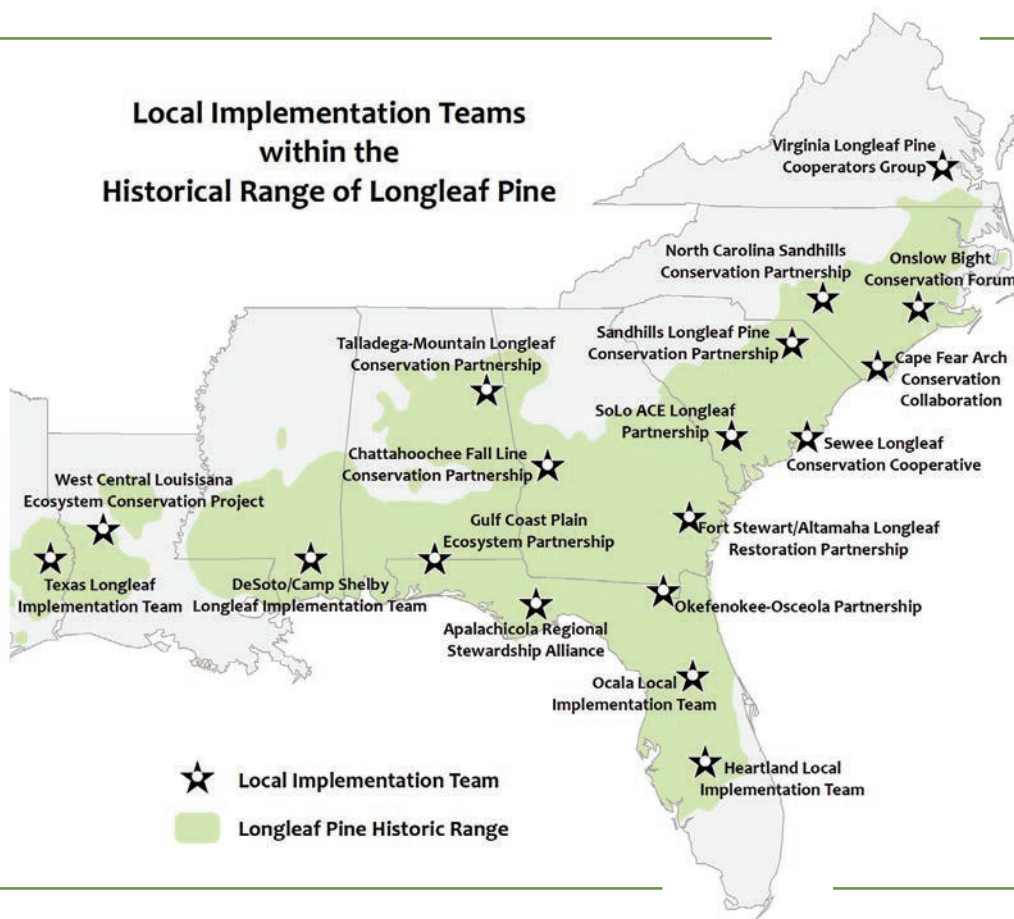 Local Implementation Teams
within the
Historical Range of Longleaf Pine
Virginia Longleaf Pine
Cooperators Group
North Carolina Sandhills
Conservation Partnership
Onslow Bight
Conservation Forum
Sandhills Longleaf Pine
Conservation Partnership
Talladega-Mountain Longleaf
Conservation Partnership
Cape Fear Arch
Conservation
Collaboration
SoLo ACE Longleaf
Partnership
Sewee Longleaf
Conservation Cooperative
Chattahoochee Fall Line
Conservation Partnership
West Central Louisisana
Ecosystem Conservation Project
Gulf Coast Plain
Ecosystem Partnership
Fort Stewart/Altamaha Longleaf
Restoration Partnership
Texas Longleaf
Implementation Team
DeSoto/Camp Shelby
Longleaf Implementation Team
Okefenokee-Osceola Partnership
Apalachicola Regional
Stewardship Alliance
Ocala Local
Implementation Team
Heartland Local
Implementation Team
Local Implementation Team
Longleaf Pine Historic Range